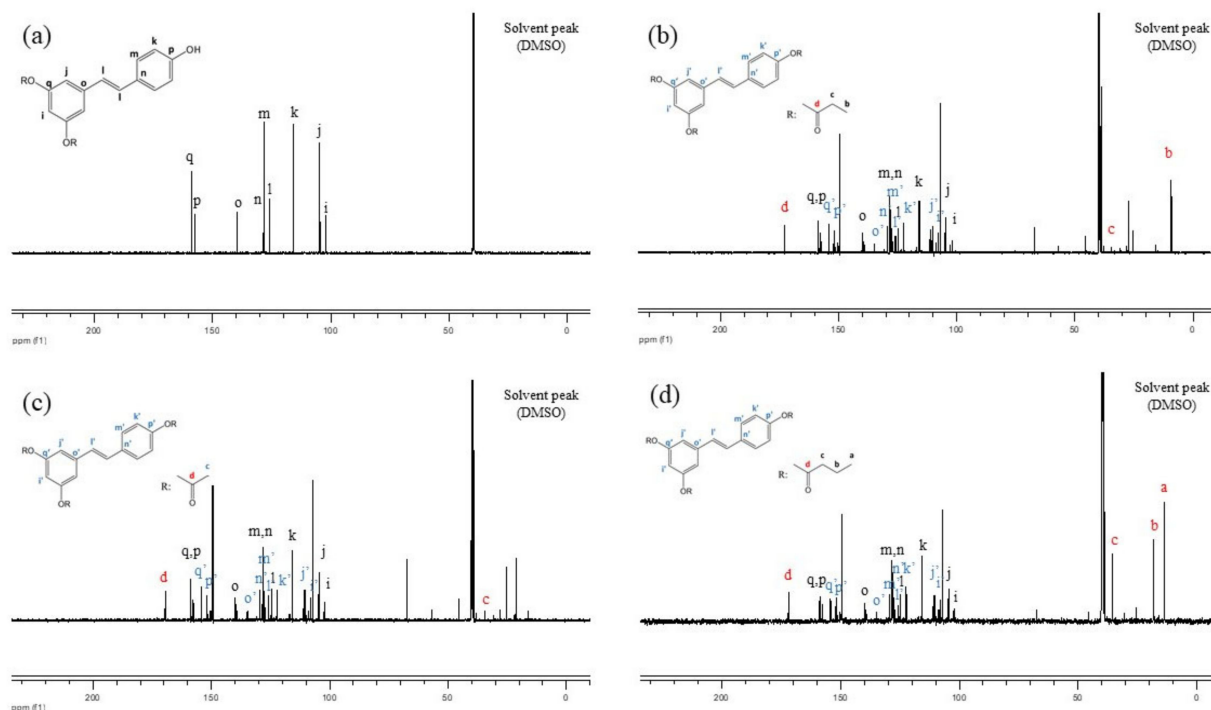 (a)
Solvent peak
(DMSO)
k
m
p
OH
n
j
l
q
o
l
RO
i
OR
m
k
j
q
l
n
p
o
i
200
150
100
50
0
ppm (f1)
(b)
Solvent peak
(DMSO)
OR
k'
m'
p'
j'
l'
n'
q'
o'
RO
c
i'
d
b
R:
OR
O
b
m,n
k
d
q,p
m'
j
q'
p'
o
n'
l
k'
j'
i
o'
l'
i'
c
200
150
100
50
0
ppm (f1)
(c)
Solvent peak
(DMSO)
OR
k'
m'
p'
j'
l'
n'
q'
o'
RO
d
c
i'
R:
OR
O
m,n
k
m'
j
q,p
d
q'
p'
n'
l
k'
j'
i
o
o'
l'
i'
c
200
150
100
50
0
ppm (f1)
(d)
Solvent peak
(DMSO)
OR
k'
m'
p'
j'
l'
n'
q'
o'
RO
c
a
i'
d
b
R:
OR
O
a
b
c
m,n
k
d
q,p
n'
k'
j
q'
p'
m'
l
j'
i
o
o'
l'
i'
200
150
100
50
0
ppm (f1)